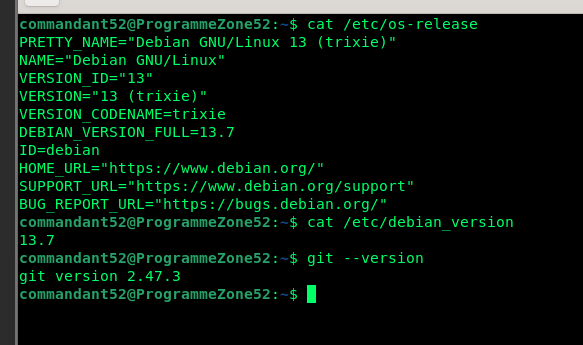 commandant52@ProgrammeZone52:~$ cat /etc/os-release
PRETTY_NAME="Debian GNU/Linux 13 (trixie)"
NAME="Debian GNU/Linux"
VERSION_ID="13"
VERSION="13 (trixie)"
VERSION_CODENAME=trixie
DEBIAN_VERSION_FULL=13.7
ID=debian
HOME_URL="https://www.debian.org/"
SUPPORT_URL="https://www.debian.org/support"
BUG_REPORT_URL="https://bugs.debian.org/"
commandant52@ProgrammeZone52:~$ cat /etc/debian_version
13.7
commandant52@ProgrammeZone52:~$ git --version
git version 2.47.3
commandant52@ProgrammeZone52:~$